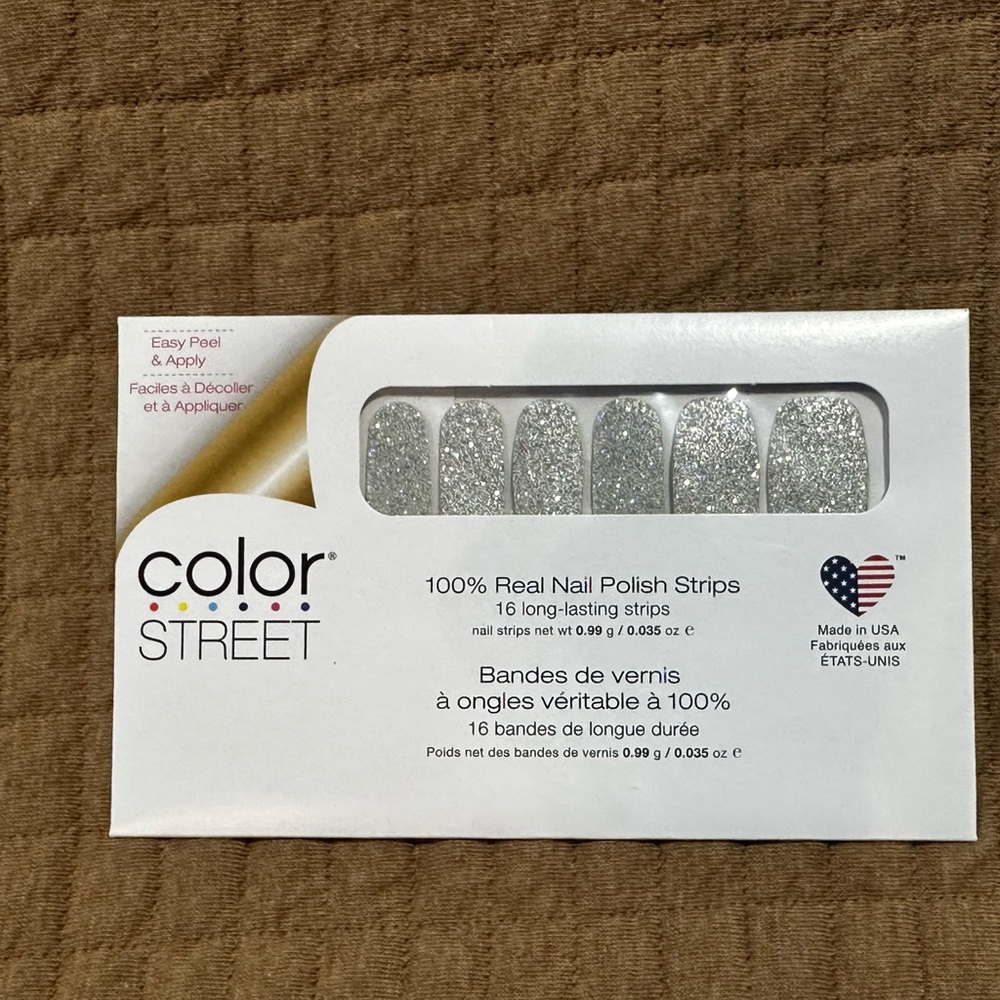 Easy Peel
& Apply
Faciles à Décoller
et à Appliquer
color®
STREET
100% Real Nail Polish Strips
16 long-lasting strips
nail strips net wt 0.99 g / 0.035 oz ℮
Bandes de vernis
à ongles véritable à 100%
16 bandes de longue durée
Poids net des bandes de vernis 0.99 g / 0.035 oz ℮
™
Made in USA
Fabriquées aux
ÉTATS-UNIS